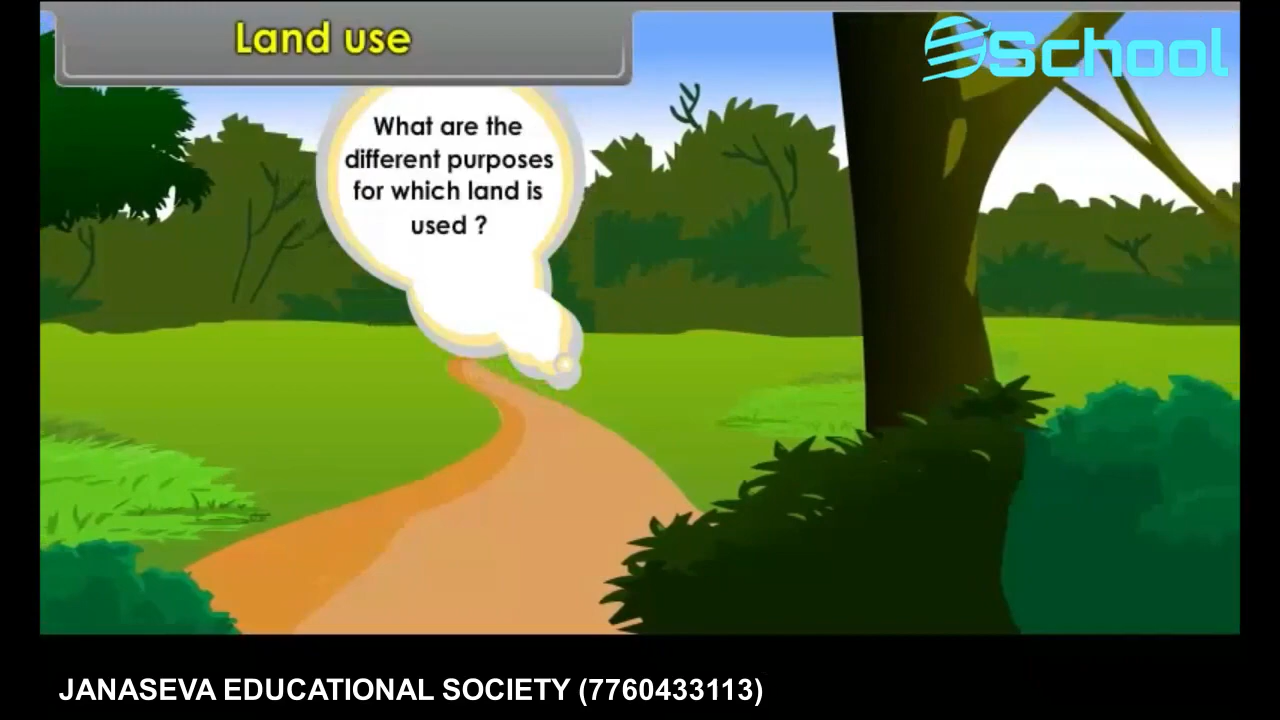 Land use
School
What are the
different purposes
for which land is
used ?
JANASEVA EDUCATIONAL SOCIETY (7760433113)